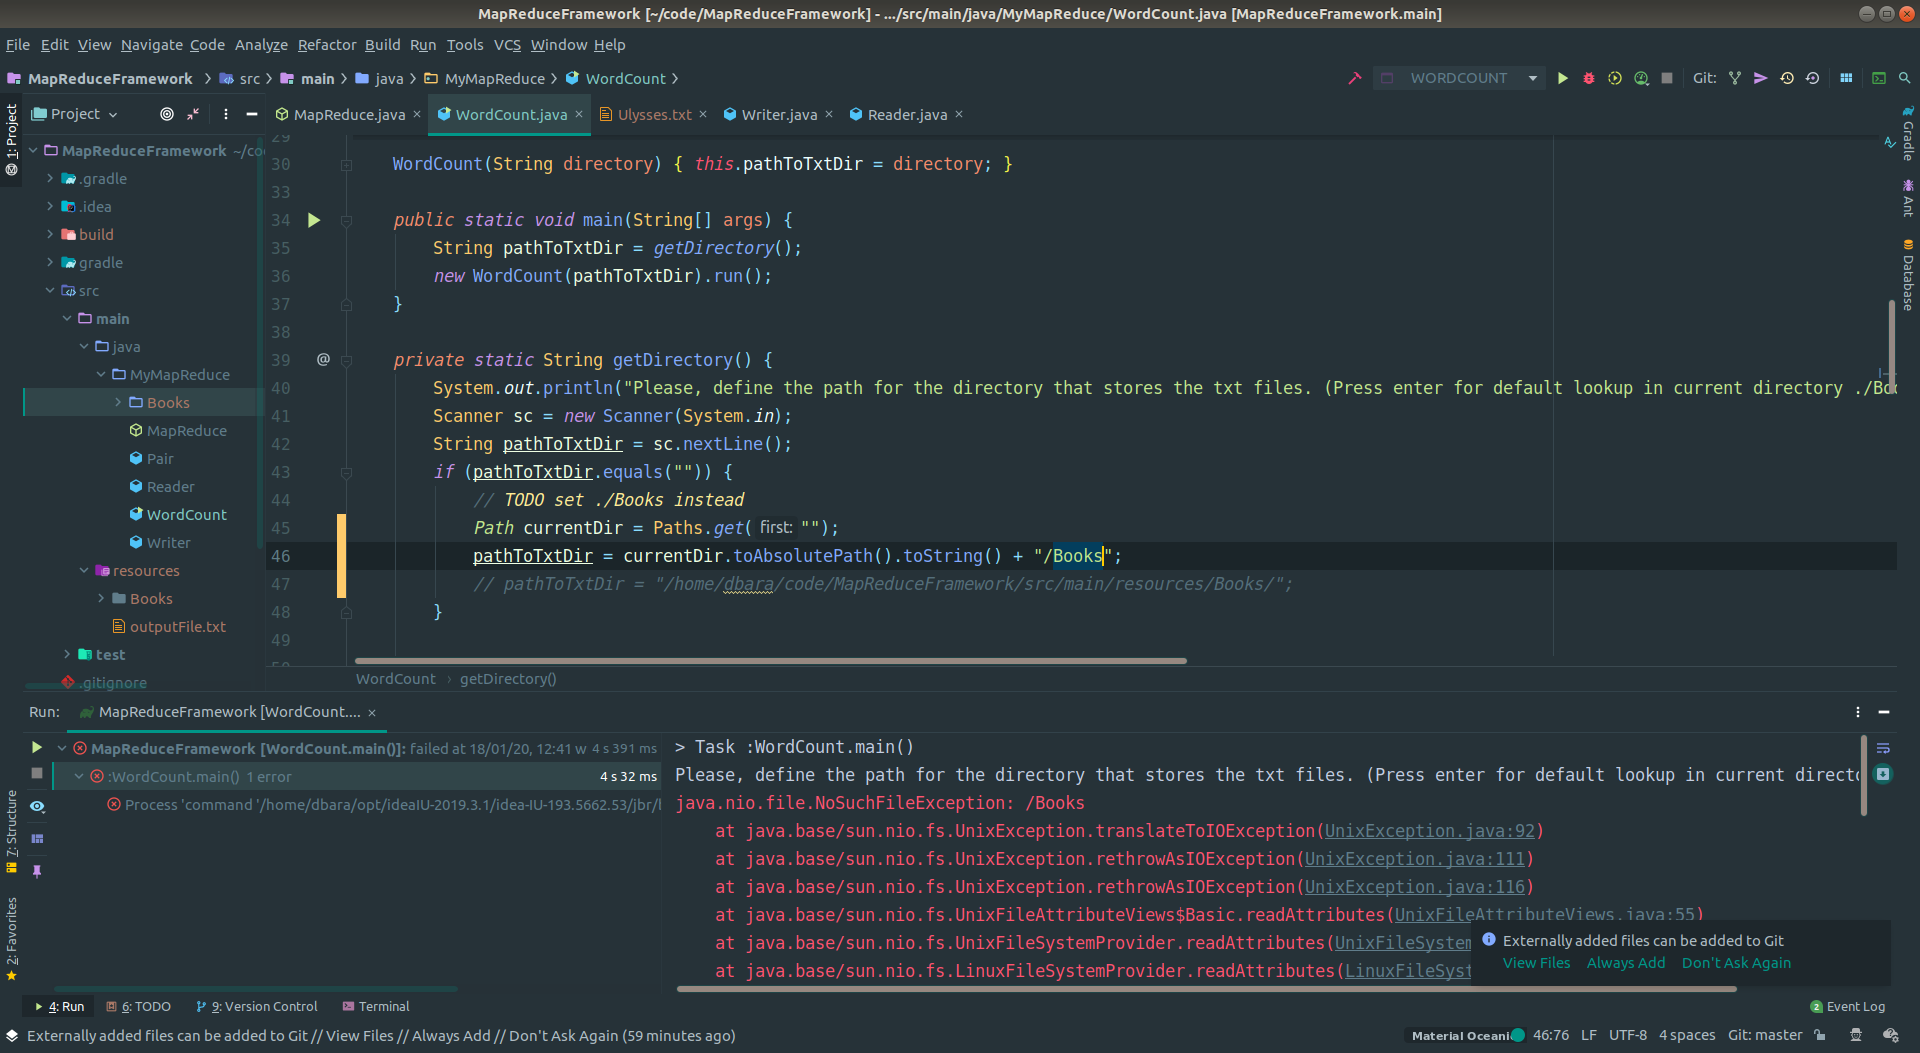 MapReduceFramework [~/code/MapReduceFramework] - .../src/main/java/MyMapReduce/WordCount.java [MapReduceFramework.main]
File Edit View Navigate Code Analyze Refactor Build Run Tools VCS Window Help
MapReduceFramework src main java MyMapReduce WordCount WORDCOUNT Git:
Project MapReduce.java WordCount.java Ulysses.txt Writer.java Reader.java
1: Project
MapReduceFramework ~/co
.gradle
.idea
build
gradle
src
main
java
MyMapReduce
Books
MapReduce
Pair
Reader
WordCount
Writer
resources
Books
outputFile.txt
test
.gitignore
29
30 WordCount(String directory) { this.pathToTxtDir = directory; }
33
34 public static void main(String[] args) {
35 String pathToTxtDir = getDirectory();
36 new WordCount(pathToTxtDir).run();
37 }
38
39 @ private static String getDirectory() {
40 System.out.println("Please, define the path for the directory that stores the txt files. (Press enter for default lookup in current directory ./Boo
41 Scanner sc = new Scanner(System.in);
42 String pathToTxtDir = sc.nextLine();
43 if (pathToTxtDir.equals("")) {
44 // TODO set ./Books instead
45 Path currentDir = Paths.get( first: "");
46 pathToTxtDir = currentDir.toAbsolutePath().toString() + "/Books";
47 // pathToTxtDir = "/home/dbara/code/MapReduceFramework/src/main/resources/Books/";
48 }
49
WordCount getDirectory()
Gradle
Ant
Database
Run: MapReduceFramework [WordCount....
MapReduceFramework [WordCount.main()]: failed at 18/01/20, 12:41 w 4 s 391 ms
:WordCount.main() 1 error 4 s 32 ms
Process 'command '/home/dbara/opt/ideaIU-2019.3.1/idea-IU-193.5662.53/jbr/
> Task :WordCount.main()
Please, define the path for the directory that stores the txt files. (Press enter for default lookup in current directo
java.nio.file.NoSuchFileException: /Books
at java.base/sun.nio.fs.UnixException.translateToIOException(UnixException.java:92)
at java.base/sun.nio.fs.UnixException.rethrowAsIOException(UnixException.java:111)
at java.base/sun.nio.fs.UnixException.rethrowAsIOException(UnixException.java:116)
at java.base/sun.nio.fs.UnixFileAttributeViews$Basic.readAttributes(UnixFileAttributeViews.java:55)
at java.base/sun.nio.fs.UnixFileSystemProvider.readAttributes(UnixFileSystem
at java.base/sun.nio.fs.LinuxFileSystemProvider.readAttributes(LinuxFileSyst
Externally added files can be added to Git
View Files Always Add Don't Ask Again
7: Structure
2: Favorites
4: Run 6: TODO 9: Version Control Terminal 2 Event Log
Externally added files can be added to Git // View Files // Always Add // Don't Ask Again (59 minutes ago) Material Oceani 46:76 LF UTF-8 4 spaces Git: master